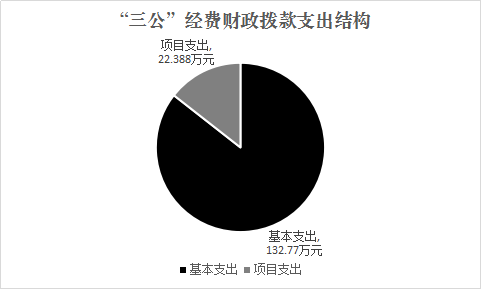 “三公”经费财政拨款支出结构
项目支出,
22.388万元
基本支出,
132.77万元
基本支出 项目支出